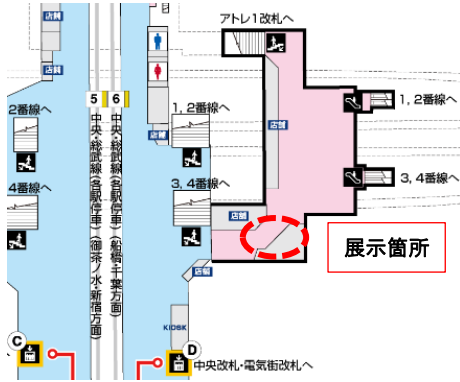 アトレ1改札へ
店舗
店舗
店舗
2番線へ
5
6
1, 2番線へ
店舗
店舗
1, 2番線へ
4番線へ
3, 4番線へ
3, 4番線へ
店舗
中央・総武線(各駅停車)(御茶ノ水・新宿方面)
中央・総武線(各駅停車)(船橋・千葉方面)
店舗
展示箇所
KIOSK
C
D
中央改札・電気街改札へ